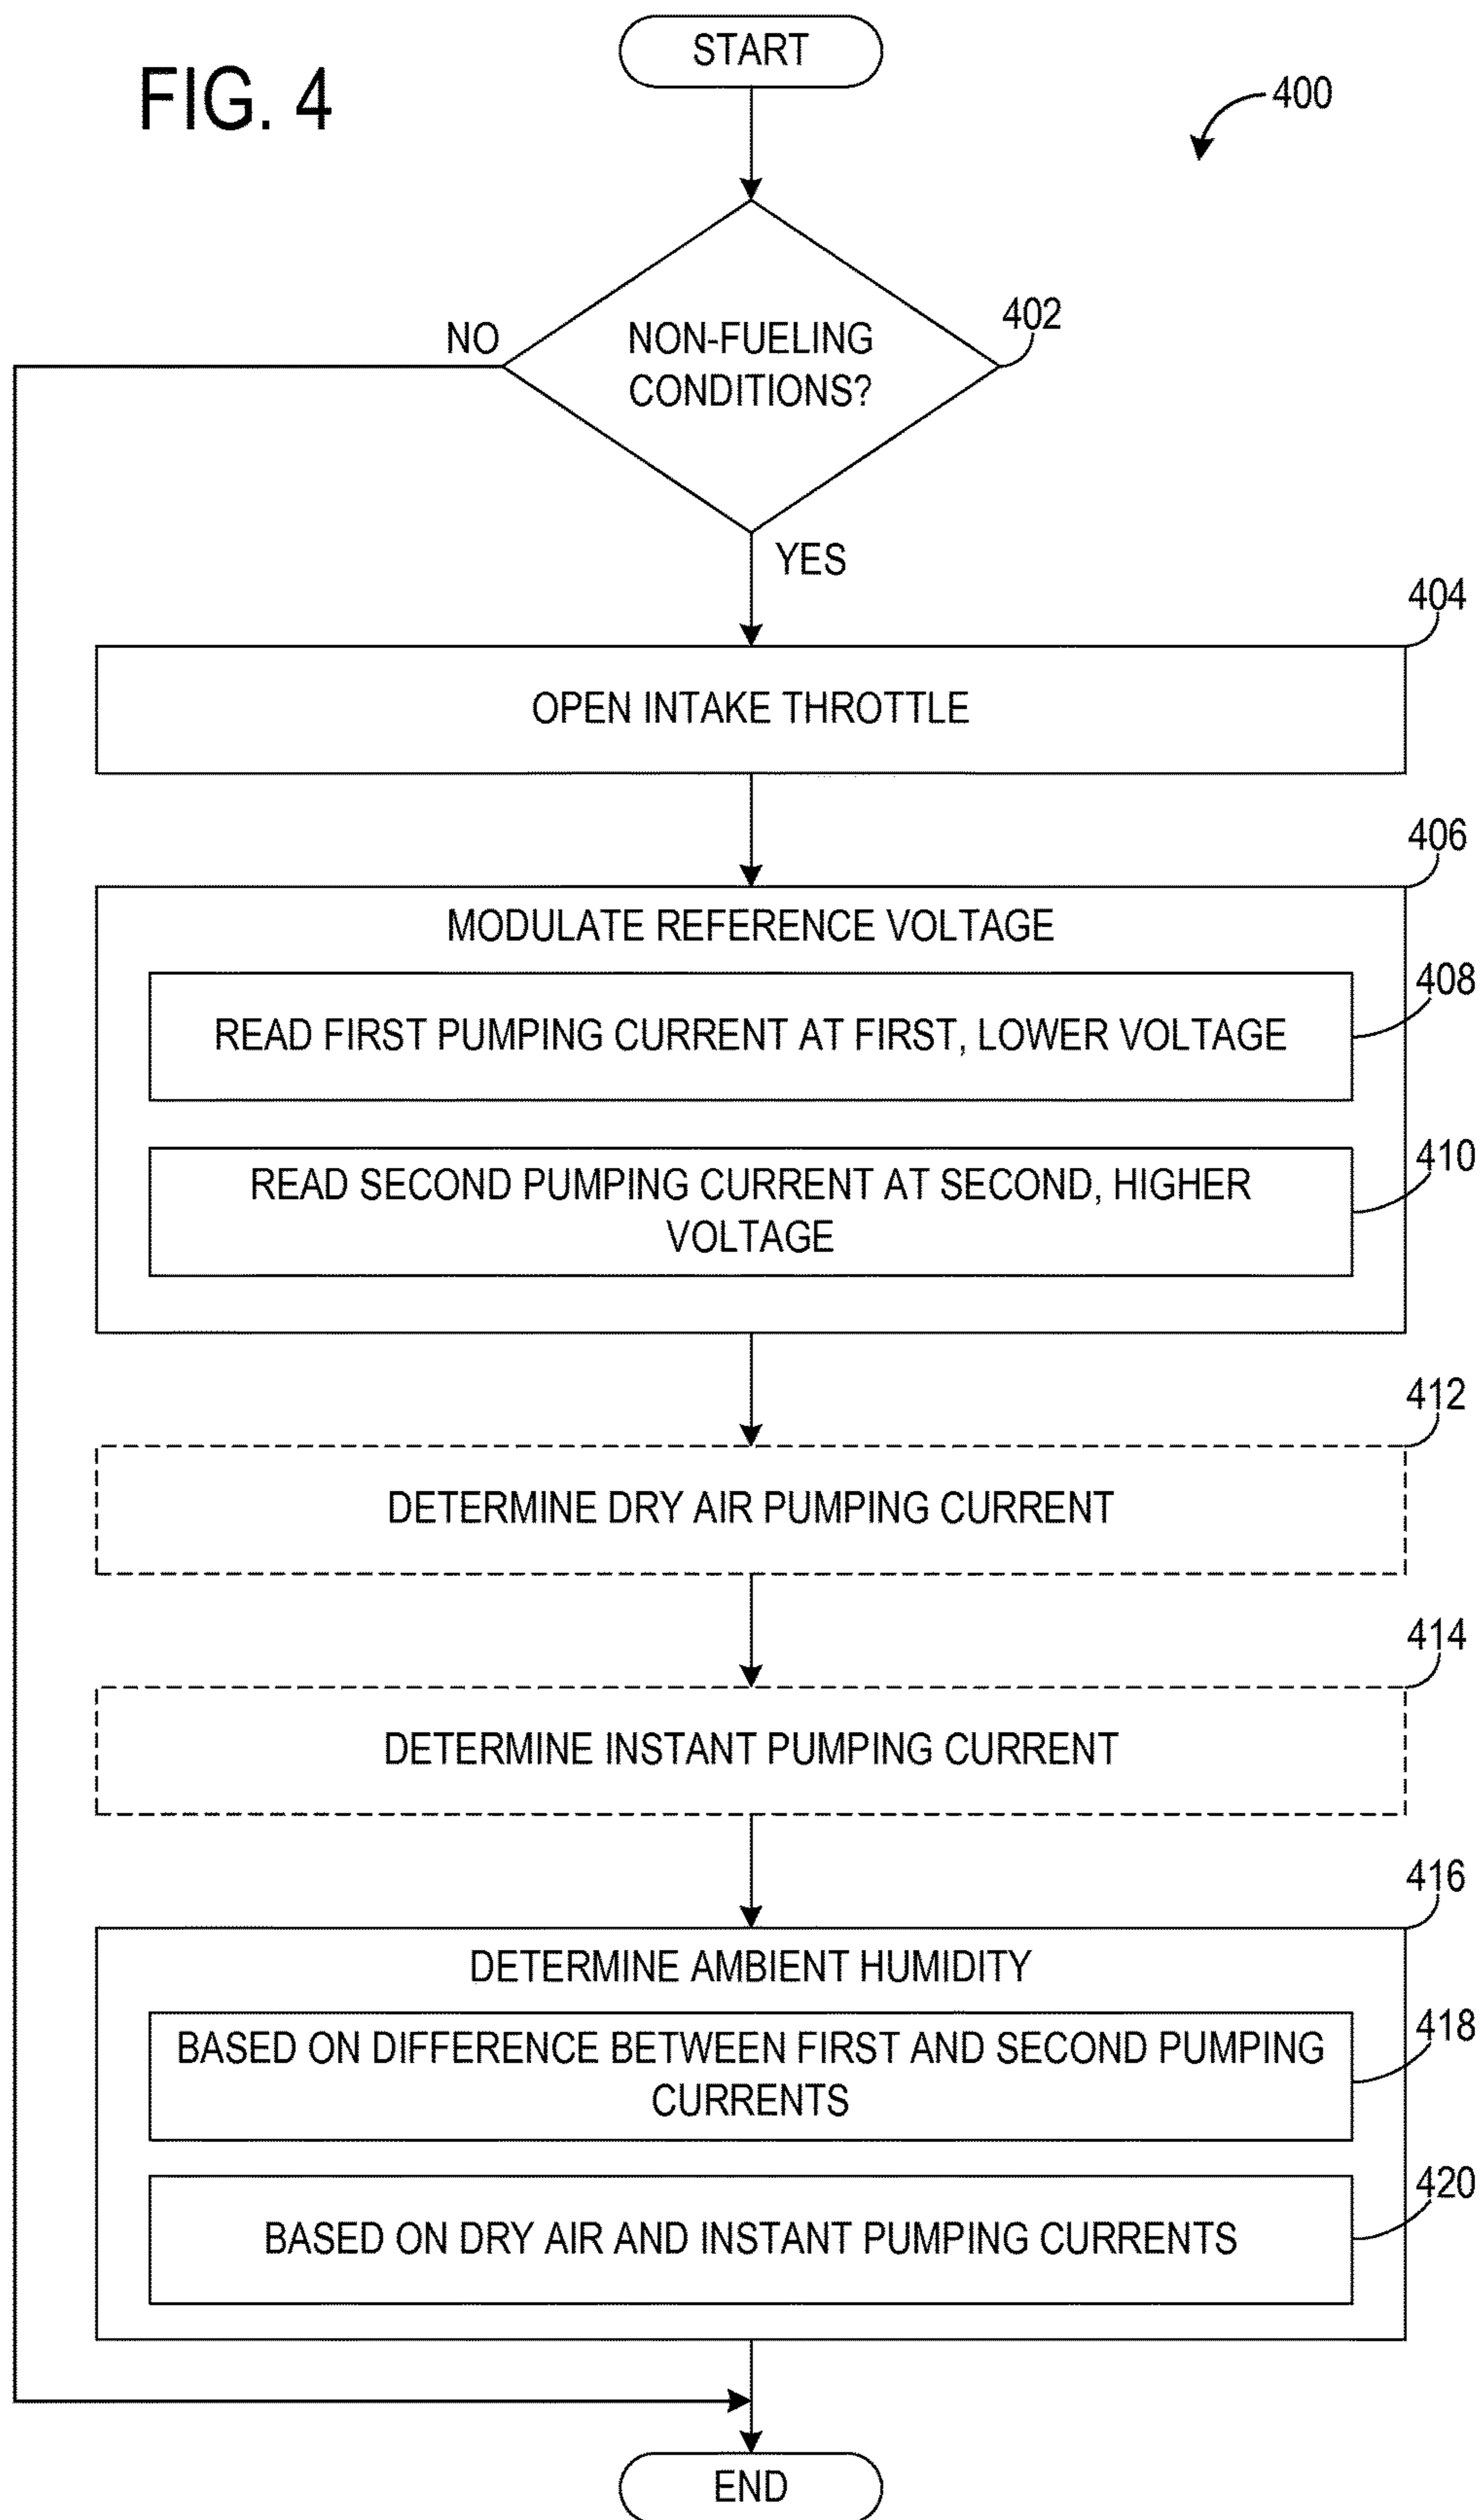 START
FIG. 4
400
NO
NON-FUELING
CONDITIONS?
402
YES
404
OPEN INTAKE THROTTLE
406
MODULATE REFERENCE VOLTAGE
408
READ FIRST PUMPING CURRENT AT FIRST, LOWER VOLTAGE
410
READ SECOND PUMPING CURRENT AT SECOND, HIGHER
VOLTAGE
412
DETERMINE DRY AIR PUMPING CURRENT
414
DETERMINE INSTANT PUMPING CURRENT
416
DETERMINE AMBIENT HUMIDITY
418
BASED ON DIFFERENCE BETWEEN FIRST AND SECOND PUMPING
CURRENTS
420
BASED ON DRY AIR AND INSTANT PUMPING CURRENTS
END